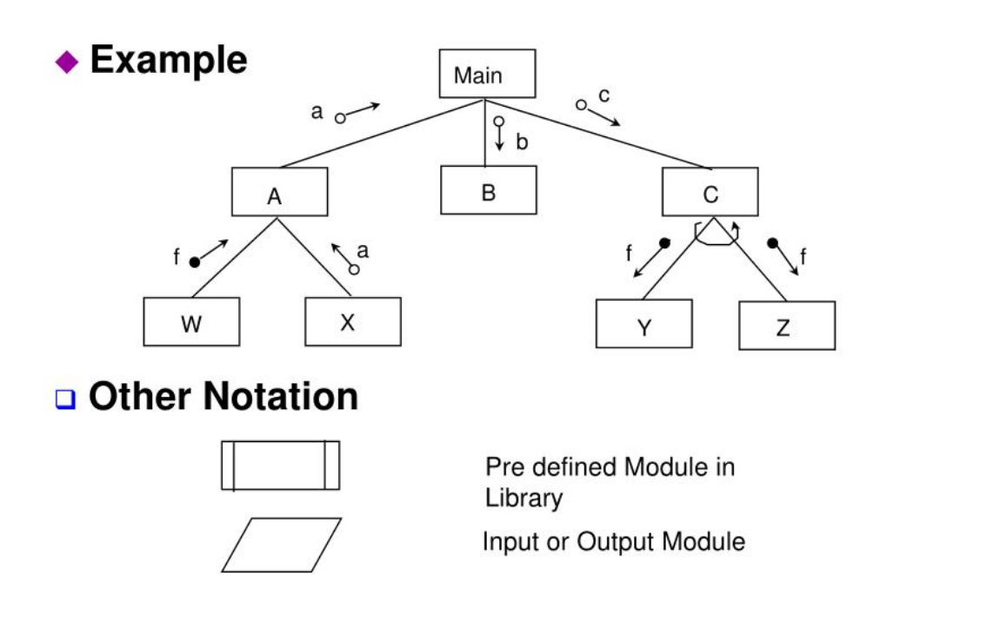 Example
Main
a
c
b
A
B
C
f
a
f
f
W
X
Y
Z
Other Notation
Pre defined Module in
Library
Input or Output Module